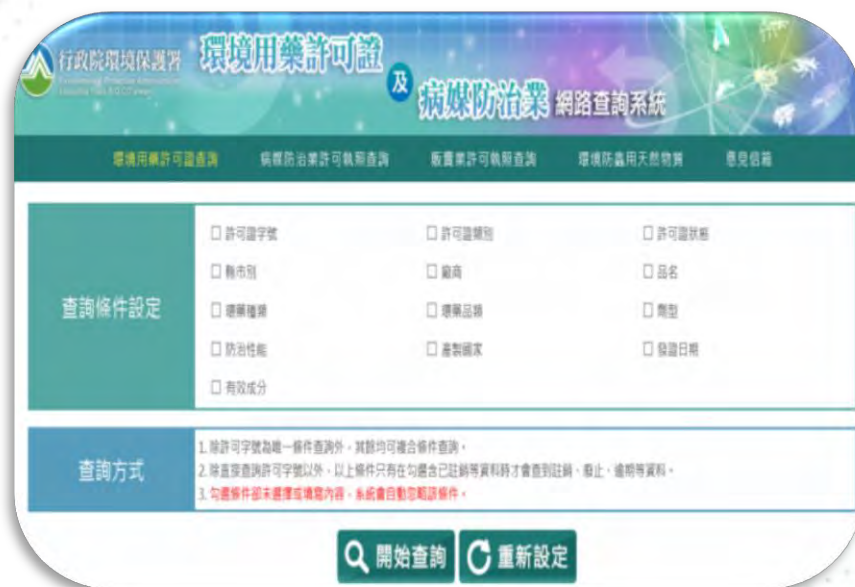 行政院環境保護署
環境用藥許可證
及
病媒防治業 網路查詢系統
環境用藥許可證查詢 病媒防治業許可執照查詢 販賣業許可執照查詢 環境防蟲用天然物質 意見信箱
查詢條件設定
□ 許可證字號 □ 許可證類別 □ 許可證狀態
□ 縣市別 □ 廠商 □ 品名
□ 環藥種類 □ 環藥品類 □ 劑型
□ 防治性能 □ 產製國家 □ 發證日期
□ 有效成分
查詢方式
1. 除許可字號為唯一條件查詢外，其餘均可複合條件查詢。
2. 除直接查詢許可字號以外，以上條件只有在勾選含已註銷等資料時才會查到註銷、廢止、逾期等資料。
3. 勾選條件卻未選擇或填寫內容，系統會自動忽略該條件。
開始查詢 重新設定